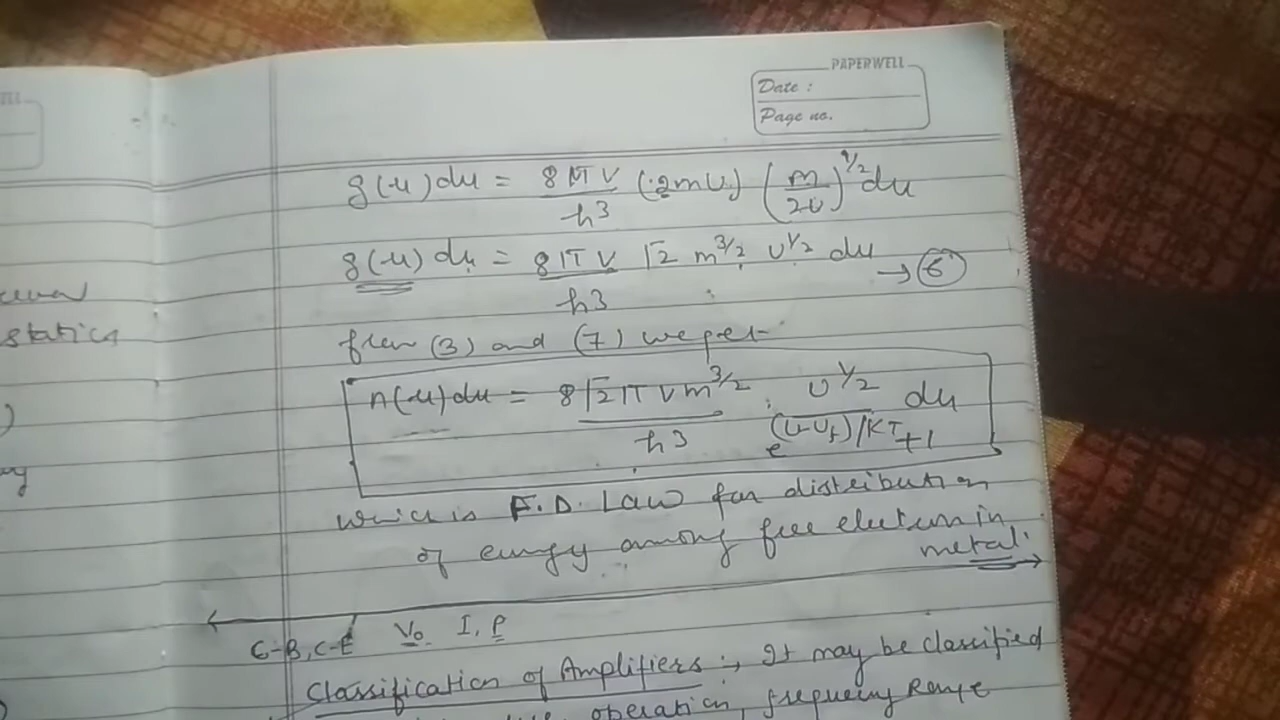 PAPERWELL
Date :
Page no.
g(u)du = 8πV/h3 (2mU) (m/2U)^1/2 du
g(u) du = 8πV/h3 √2 m^3/2 U^1/2 du → (6)
from (3) and (7) we get
n(u)du = 8√2πVm^3/2/h3 . U^1/2/e^(U-Uf)/KT+1 du
which is F.D. Law for distribution
of energy among free electron in
metal.
C-B, C-E Vo I, P
Classification of Amplifiers :- It may be classified
operation, frequency Range
statics